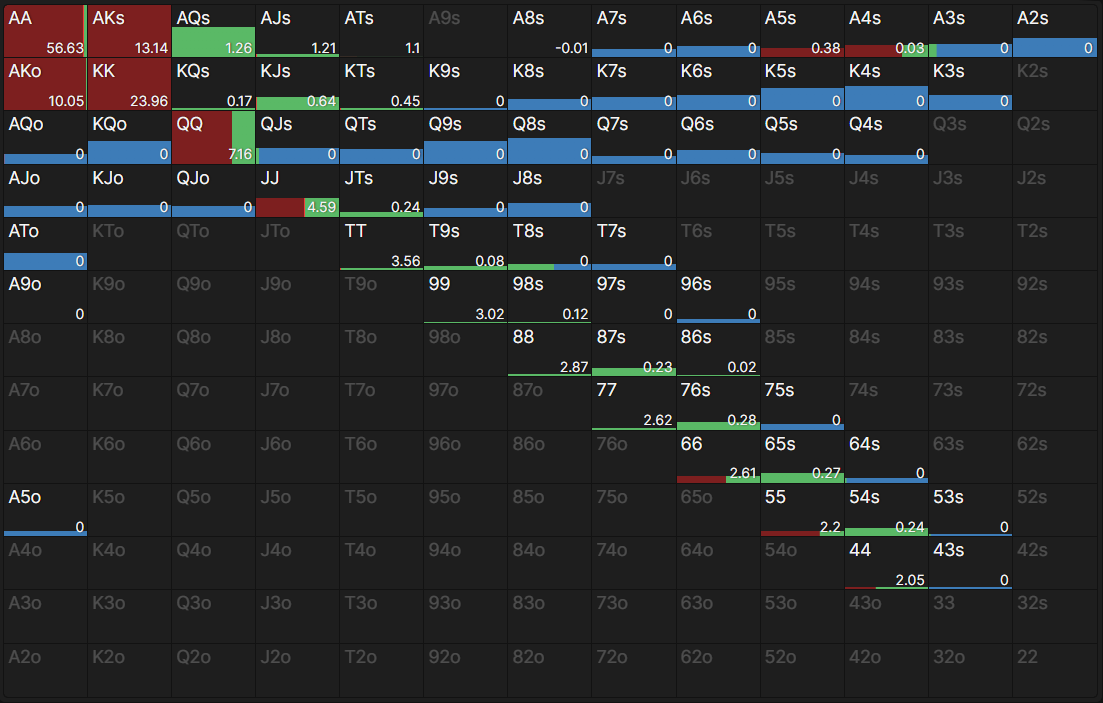 AA AKs AQs AJs ATs A9s A8s A7s A6s A5s A4s A3s A2s
56.63 13.14 1.26 1.21 1.1 -0.01 0 0 0.38 0.03 0 0
AKo KK KQs KJs KTs K9s K8s K7s K6s K5s K4s K3s K2s
10.05 23.96 0.17 0.64 0.45 0 0 0 0 0 0 0
AQo KQo QQ QJs QTs Q9s Q8s Q7s Q6s Q5s Q4s Q3s Q2s
0 0 7.16 0 0 0 0 0 0 0 0
AJo KJo QJo JJ JTs J9s J8s J7s J6s J5s J4s J3s J2s
0 0 0 4.59 0.24 0 0
ATo KTo QTo JTo TT T9s T8s T7s T6s T5s T4s T3s T2s
0 3.56 0.08 0 0
A9o K9o Q9o J9o T9o 99 98s 97s 96s 95s 94s 93s 92s
0 3.02 0.12 0 0
A8o K8o Q8o J8o T8o 98o 88 87s 86s 85s 84s 83s 82s
2.87 0.23 0.02
A7o K7o Q7o J7o T7o 97o 87o 77 76s 75s 74s 73s 72s
2.62 0.28 0
A6o K6o Q6o J6o T6o 96o 86o 76o 66 65s 64s 63s 62s
2.61 0.27 0
A5o K5o Q5o J5o T5o 95o 85o 75o 65o 55 54s 53s 52s
0 2.2 0.24 0
A4o K4o Q4o J4o T4o 94o 84o 74o 64o 54o 44 43s 42s
2.05 0
A3o K3o Q3o J3o T3o 93o 83o 73o 63o 53o 43o 33 32s
A2o K2o Q2o J2o T2o 92o 82o 72o 62o 52o 42o 32o 22